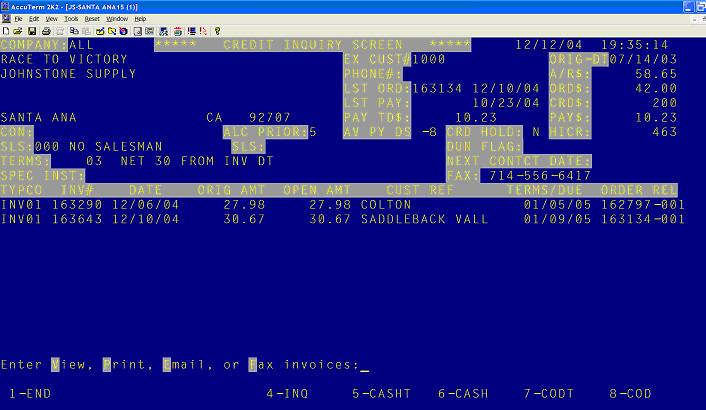 AccuTerm 2K2 - [JS-SANTA ANA15 (1)]
File Edit View Tools Reset Window Help
COMPANY:ALL ***** CREDIT INQUIRY SCREEN ***** 12/12/04 19:35:14
RACE TO VICTORY EX CUST#1000 ORIG-DT07/14/03
JOHNSTONE SUPPLY PHONE#: A/R$: 58.65
LST ORD:163134 12/10/04 ORD$: 42.00
LST PAY: 10/23/04 CRD$: 200
SANTA ANA CA 92707 PAY TD$: 10.23 PAY$: 10.23
CON: ALC PRIOR:5 AV PY DS -8 CRD HOLD: N HICR: 463
SLS:000 NO SALESMAN SLS: DUN FLAG:
TERMS: 03 NET 30 FROM INV DT NEXT CONTCT DATE:
SPEC INST: FAX: 714-556-6417
TYPCO INV# DATE ORIG AMT OPEN AMT CUST REF TERMS/DUE ORDER REL
INV01 163290 12/06/04 27.98 27.98 COLTON 01/05/05 162797-001
INV01 163643 12/10/04 30.67 30.67 SADDLEBACK VALL 01/09/05 163134-001
Enter View, Print, Email, or Fax invoices:_
1-END 4-INQ 5-CASHT 6-CASH 7-CODT 8-COD